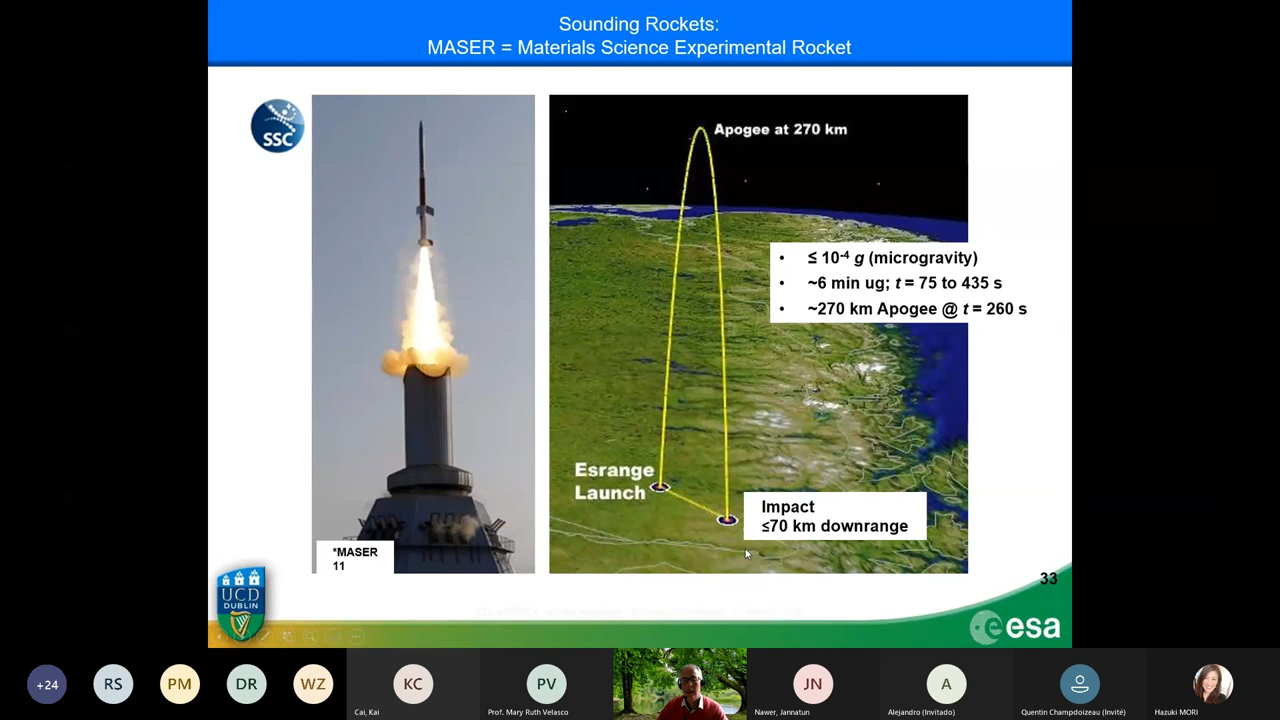 Sounding Rockets:
MASER = Materials Science Experimental Rocket
SSC
Apogee at 270 km
• ≤ 10⁻⁴ g (microgravity)
• ~6 min ug; t = 75 to 435 s
• ~270 km Apogee @ t = 260 s
Esrange
Launch
Impact
≤70 km downrange
*MASER
11
33
UCD
DUBLIN
esa
+24
RS
PM
DR
WZ
KC
Cai, Kai
PV
Prof. Mary Ruth Velasco
JN
Nawer, Jannatun
A
Alejandro (Invitado)
Quentin Champdoizeau (Invité)
Hazuki MORI